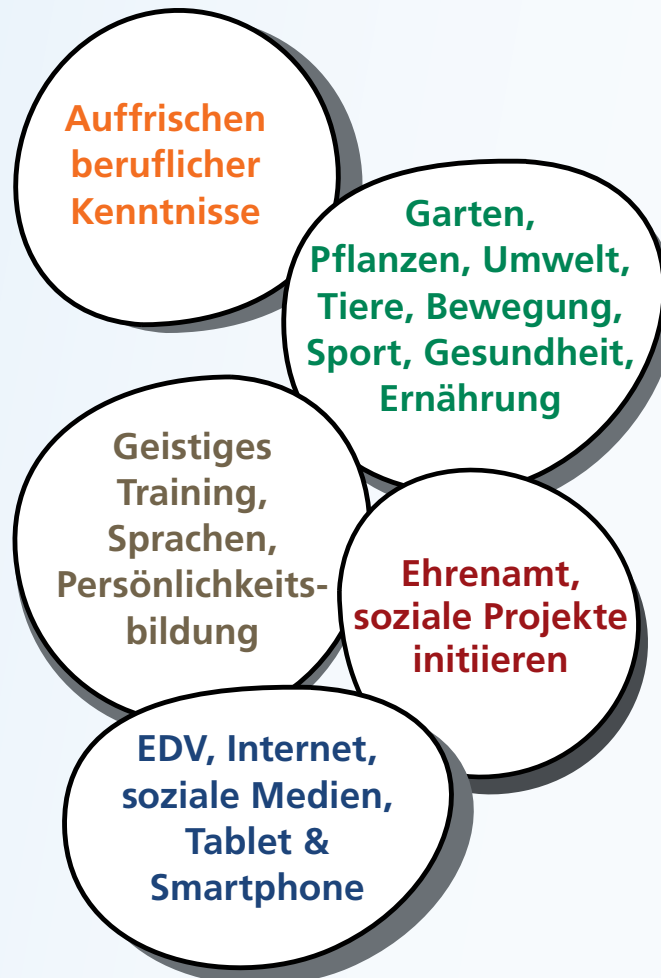 Auffrischen
beruflicher
Kenntnisse
Garten,
Pflanzen, Umwelt,
Tiere, Bewegung,
Sport, Gesundheit,
Ernährung
Geistiges
Training,
Sprachen,
Persönlichkeits-
bildung
Ehrenamt,
soziale Projekte
initiieren
EDV, Internet,
soziale Medien,
Tablet &
Smartphone